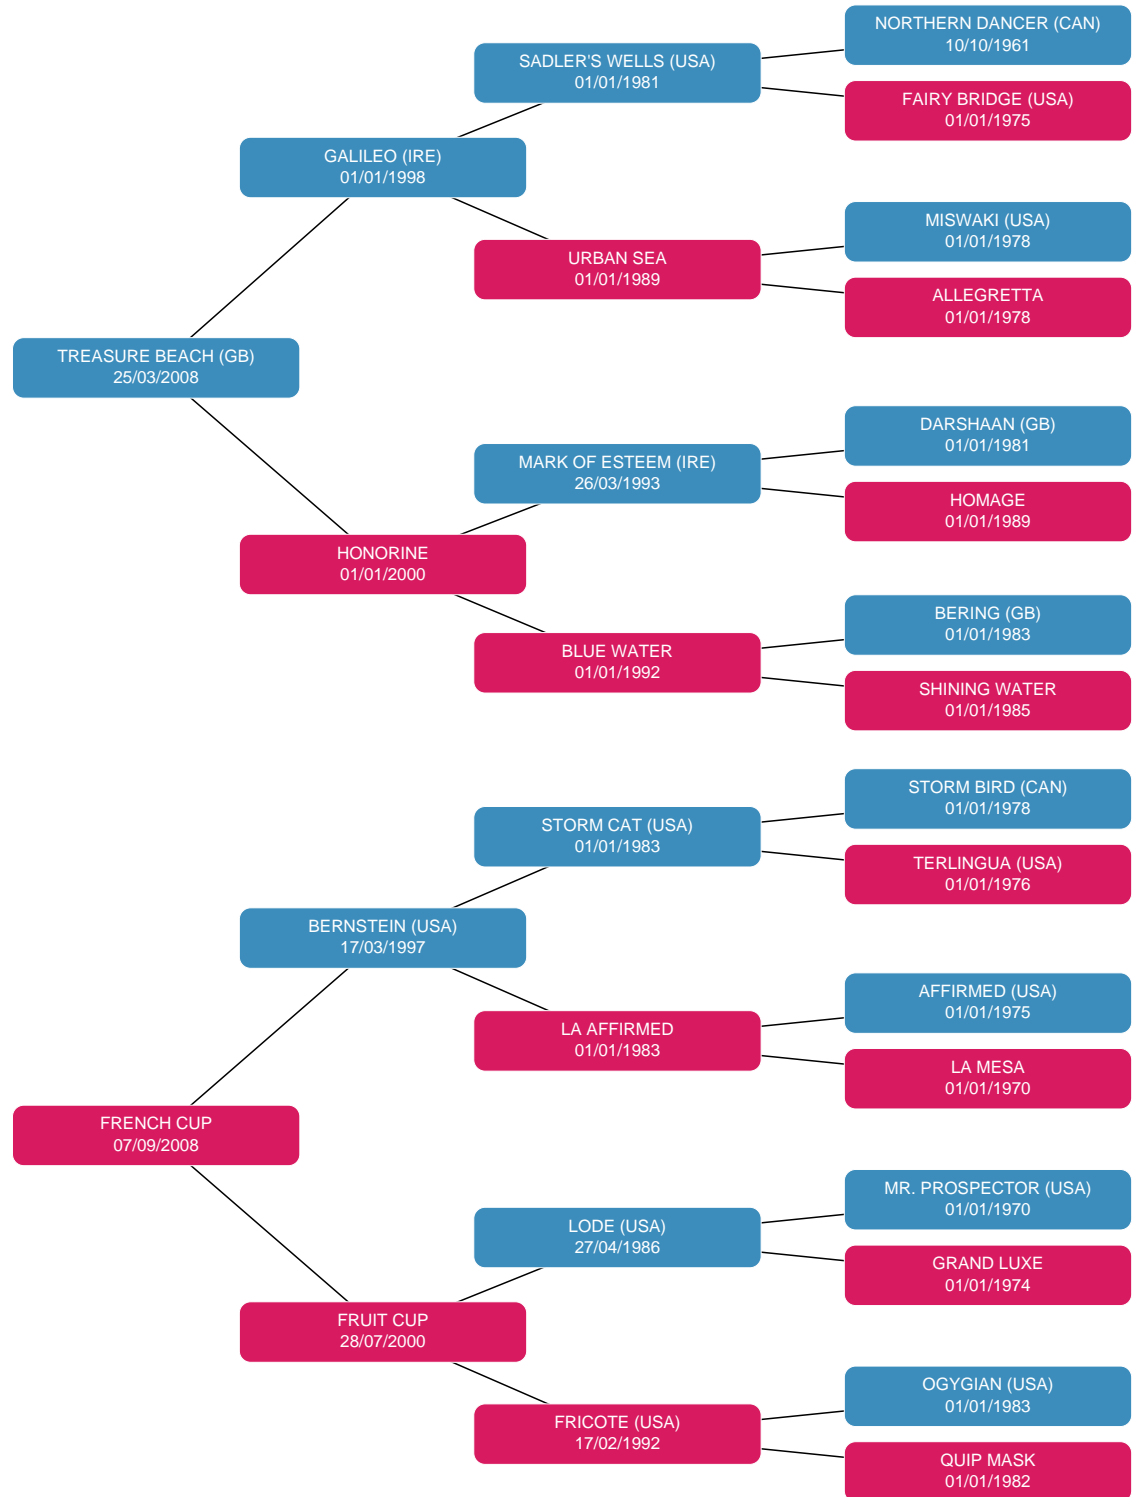 NORTHERN DANCER (CAN)
10/10/1961
SADLER'S WELLS (USA)
01/01/1981
FAIRY BRIDGE (USA)
01/01/1975
GALILEO (IRE)
01/01/1998
MISWAKI (USA)
01/01/1978
URBAN SEA
01/01/1989
ALLEGRETTA
01/01/1978
TREASURE BEACH (GB)
25/03/2008
DARSHAAN (GB)
01/01/1981
MARK OF ESTEEM (IRE)
26/03/1993
HOMAGE
01/01/1989
HONORINE
01/01/2000
BERING (GB)
01/01/1983
BLUE WATER
01/01/1992
SHINING WATER
01/01/1985
STORM BIRD (CAN)
01/01/1978
STORM CAT (USA)
01/01/1983
TERLINGUA (USA)
01/01/1976
BERNSTEIN (USA)
17/03/1997
AFFIRMED (USA)
01/01/1975
LA AFFIRMED
01/01/1983
LA MESA
01/01/1970
FRENCH CUP
07/09/2008
MR. PROSPECTOR (USA)
01/01/1970
LODE (USA)
27/04/1986
GRAND LUXE
01/01/1974
FRUIT CUP
28/07/2000
OGYGIAN (USA)
01/01/1983
FRICOTE (USA)
17/02/1992
QUIP MASK
01/01/1982